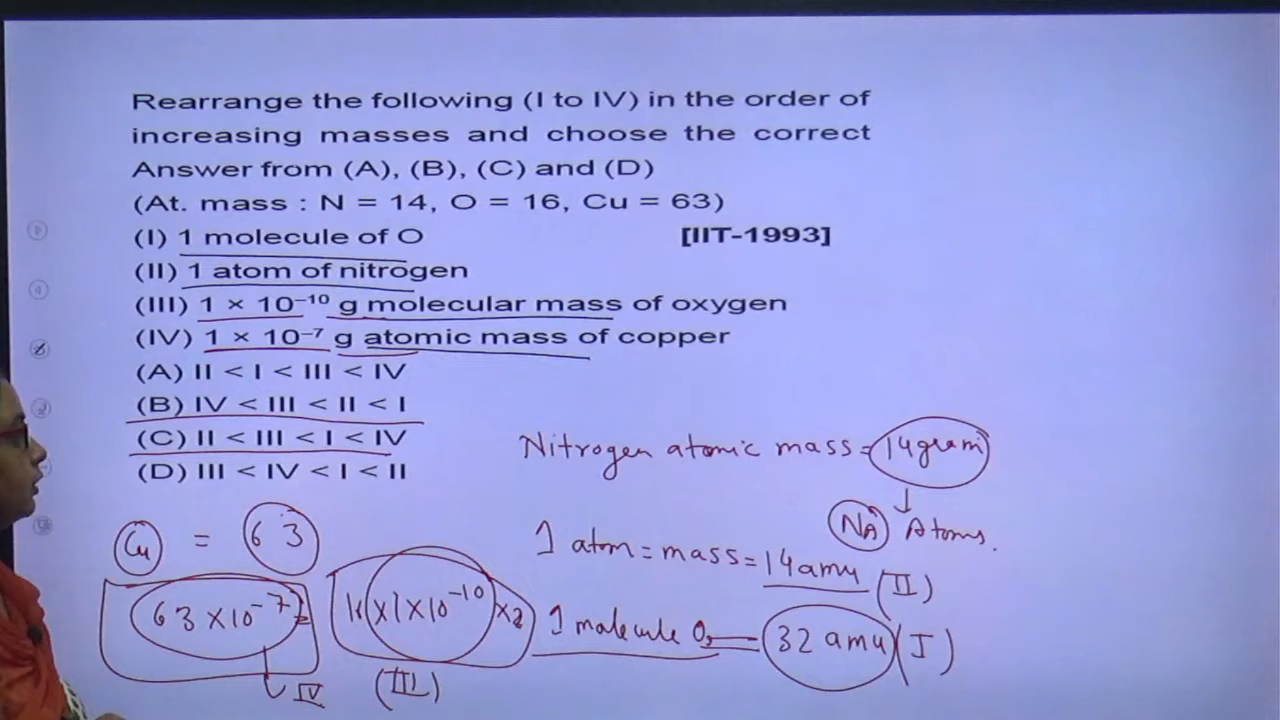 Rearrange the following (I to IV) in the order of
increasing masses and choose the correct
Answer from (A), (B), (C) and (D)
(At. mass : N = 14, O = 16, Cu = 63)
(I) 1 molecule of O [IIT-1993]
(II) 1 atom of nitrogen
(III) 1 × 10⁻¹⁰ g molecular mass of oxygen
(IV) 1 × 10⁻⁷ g atomic mass of copper
(A) II < I < III < IV
(B) IV < III < II < I
(C) II < III < I < IV
(D) III < IV < I < II
Nitrogen atomic mass = 14 gram
NA Atoms.
Cu = 63
1 atom = mass = 14 amu (II)
63 × 10⁻⁷ =
×1×10⁻¹⁰ ×2
1 molecule O₂ = 32 amu (I)
IV
(III)